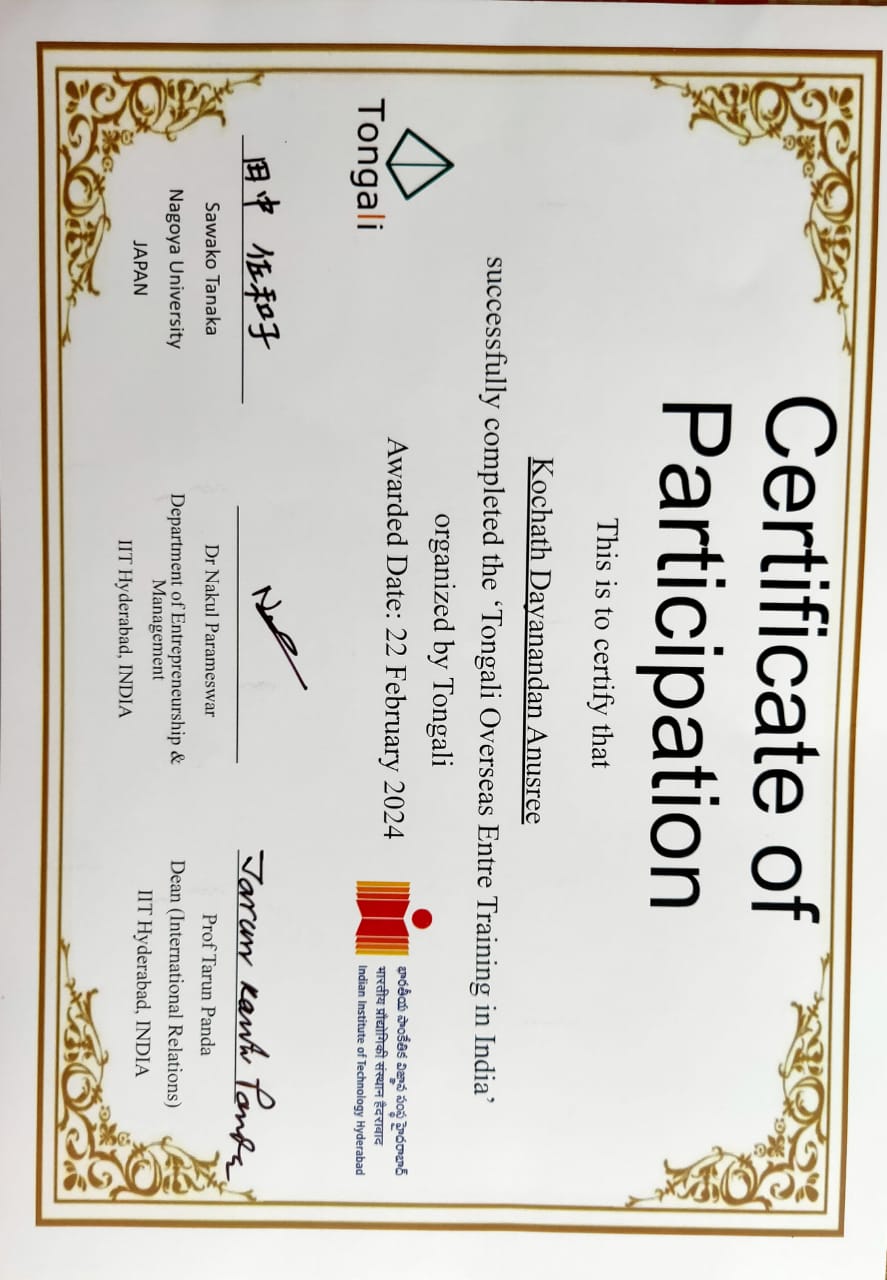 Certificate of
Participation
This is to certify that
Kochath Dayanandan Anusree
successfully completed the ‘Tongali Overseas Entre Training in India’
organized by Tongali
Awarded Date: 22 February 2024
Tongali
భారతీయ సాంకేతిక విజ్ఞాన సంస్థ హైదరాబాద్
भारतीय प्रौद्योगिकी संस्थान हैदराबाद
Indian Institute of Technology Hyderabad
田中 佐和子
Sawako Tanaka
Nagoya University
JAPAN
Dr Nakul Parameswar
Department of Entrepreneurship &
Management
IIT Hyderabad, INDIA
Tarun Kanti Panda
Prof Tarun Panda
Dean (International Relations)
IIT Hyderabad, INDIA